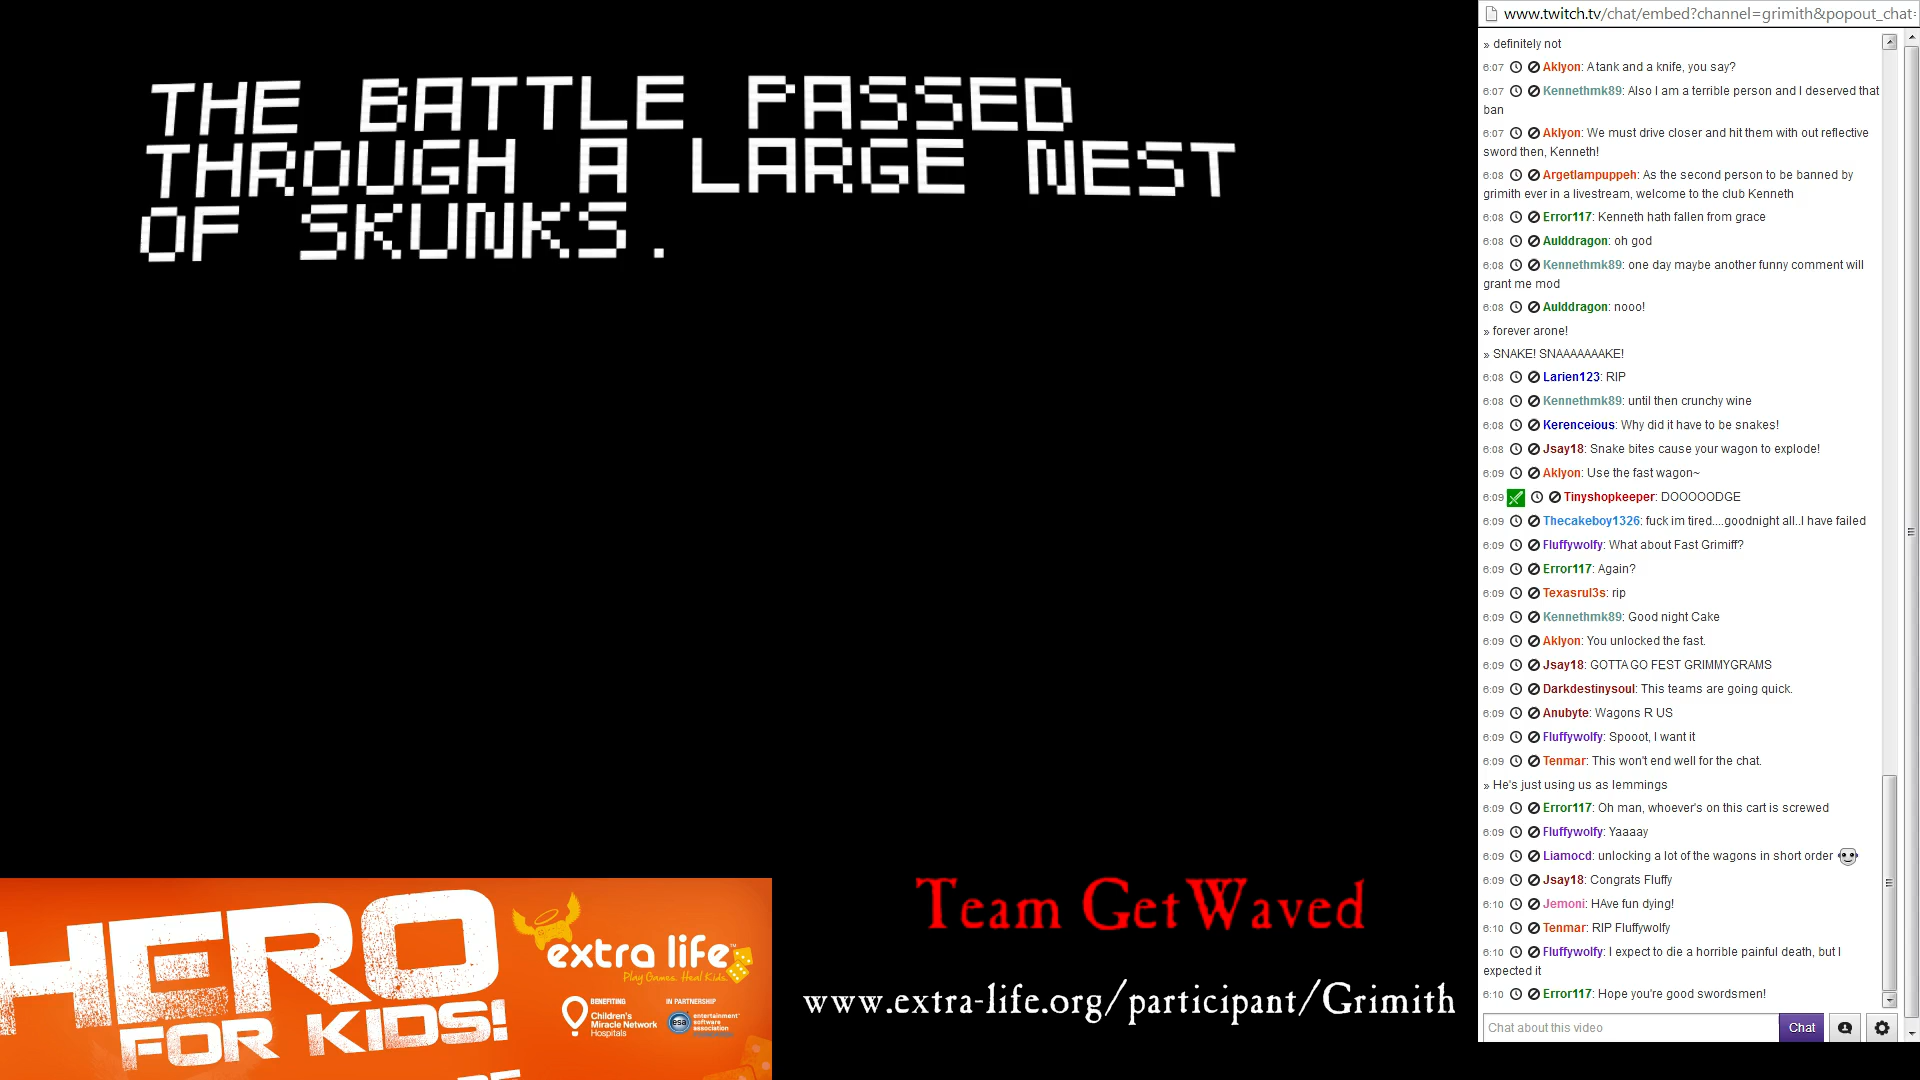 THE BATTLE PASSED
THROUGH A LARGE NEST
OF SKUNKS.
HERO
FOR KIDS!
extra life™
Play Games. Heal Kids.
BENEFITING
Children's
Miracle Network
Hospitals
IN PARTNERSHIP
esa
entertainment
software
association
Team GetWaved
www.extra-life.org/participant/Grimith
www.twitch.tv/chat/embed?channel=grimith&popout_chat=
» definitely not
6:07 Aklyon: A tank and a knife, you say?
6:07 Kennethmk89: Also I am a terrible person and I deserved that
ban
6:07 Aklyon: We must drive closer and hit them with out reflective
sword then, Kenneth!
6:08 Argetlampuppeh: As the second person to be banned by
grimith ever in a livestream, welcome to the club Kenneth
6:08 Error117: Kenneth hath fallen from grace
6:08 Aulddragon: oh god
6:08 Kennethmk89: one day maybe another funny comment will
grant me mod
6:08 Aulddragon: nooo!
» forever arone!
» SNAKE! SNAAAAAAAKE!
6:08 Larien123: RIP
6:08 Kennethmk89: until then crunchy wine
6:08 Kerenceious: Why did it have to be snakes!
6:08 Jsay18: Snake bites cause your wagon to explode!
6:09 Aklyon: Use the fast wagon~
6:09 Tinyshopkeeper: DOOOOODGE
6:09 Thecakeboy1326: fuck im tired....goodnight all..I have failed
6:09 Fluffywolfy: What about Fast Grimiff?
6:09 Error117: Again?
6:09 Texasrul3s: rip
6:09 Kennethmk89: Good night Cake
6:09 Aklyon: You unlocked the fast.
6:09 Jsay18: GOTTA GO FEST GRIMMYGRAMS
6:09 Darkdestinysoul: This teams are going quick.
6:09 Anubyte: Wagons R US
6:09 Fluffywolfy: Spooot, I want it
6:09 Tenmar: This won't end well for the chat.
» He's just using us as lemmings
6:09 Error117: Oh man, whoever's on this cart is screwed
6:09 Fluffywolfy: Yaaaay
6:09 Liamocd: unlocking a lot of the wagons in short order
6:09 Jsay18: Congrats Fluffy
6:10 Jemoni: HAve fun dying!
6:10 Tenmar: RIP Fluffywolfy
6:10 Fluffywolfy: I expect to die a horrible painful death, but I
expected it
6:10 Error117: Hope you're good swordsmen!
Chat about this video
Chat